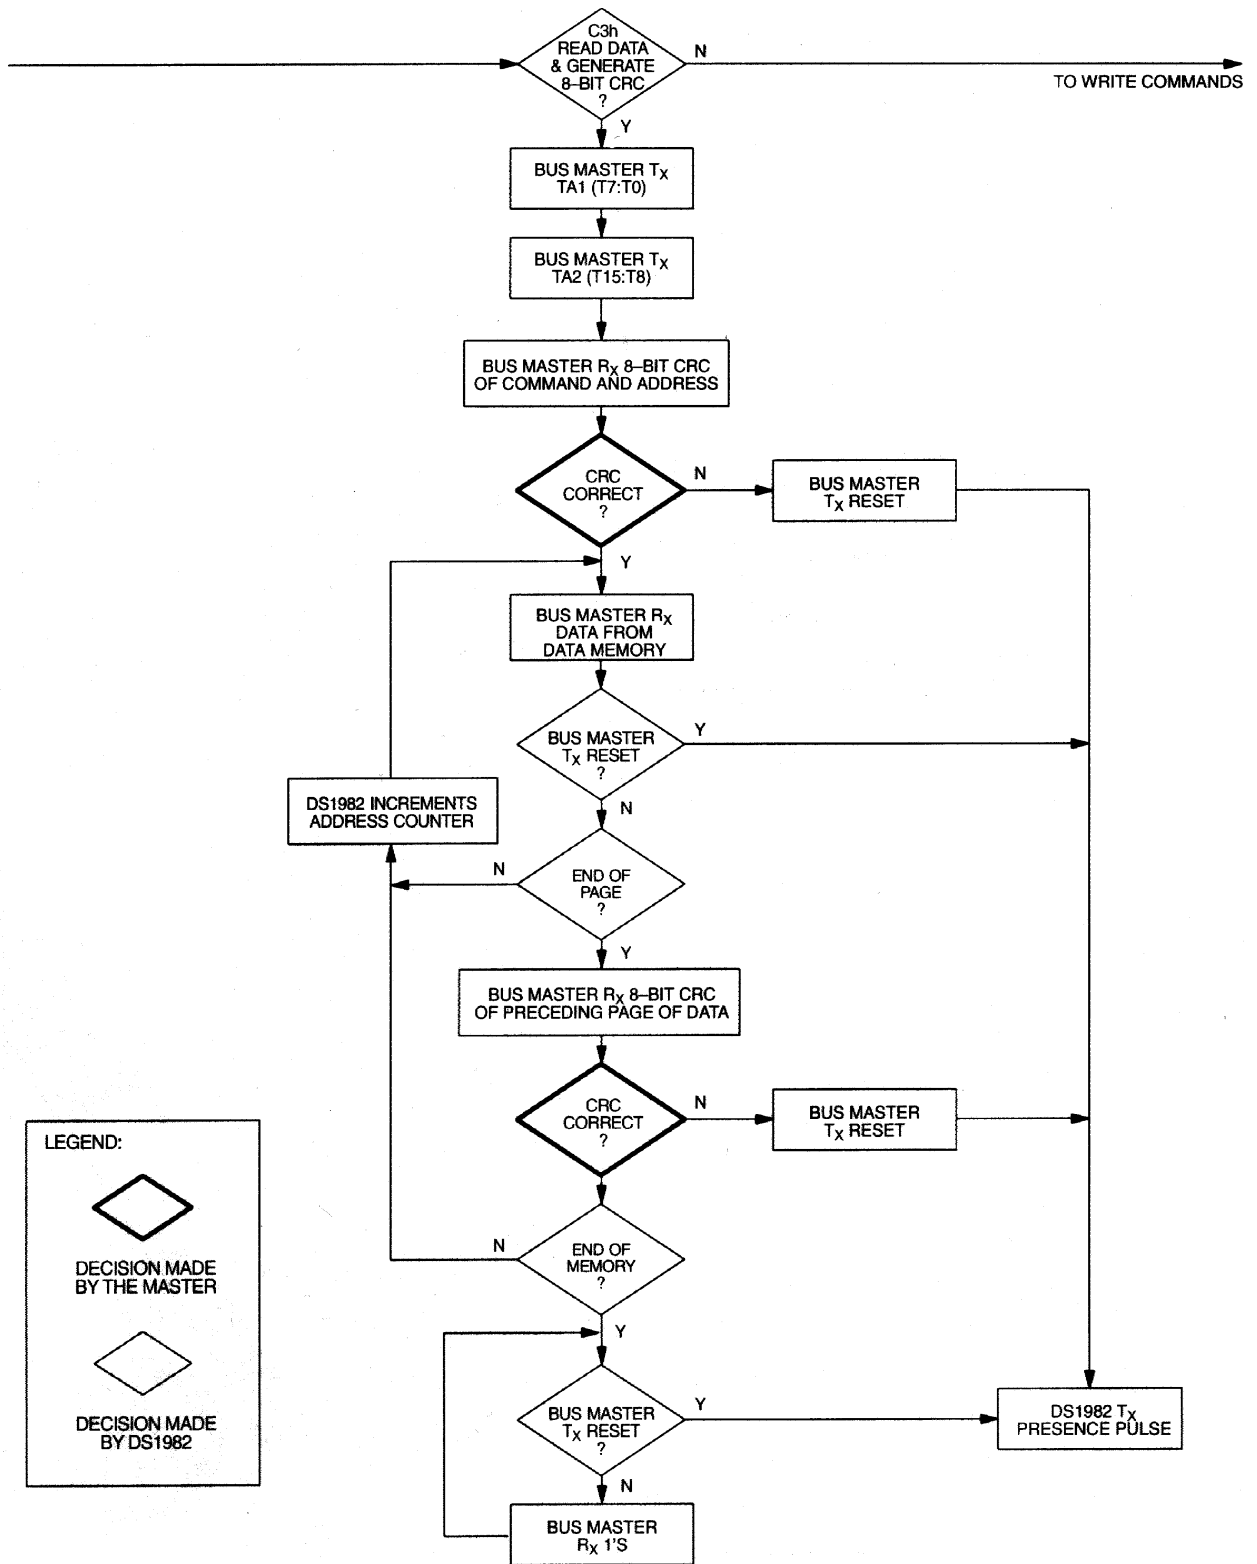 C3h
READ DATA
& GENERATE
8–BIT CRC
?
N
TO WRITE COMMANDS
Y
BUS MASTER TX
TA1 (T7:T0)
BUS MASTER TX
TA2 (T15:T8)
BUS MASTER RX 8–BIT CRC
OF COMMAND AND ADDRESS
CRC
CORRECT
?
N
BUS MASTER
TX RESET
Y
BUS MASTER RX
DATA FROM
DATA MEMORY
BUS MASTER
TX RESET
?
Y
N
DS1982 INCREMENTS
ADDRESS COUNTER
END OF
PAGE
?
N
Y
BUS MASTER RX 8–BIT CRC
OF PRECEDING PAGE OF DATA
CRC
CORRECT
?
N
BUS MASTER
TX RESET
END OF
MEMORY
?
N
Y
BUS MASTER
TX RESET
?
Y
DS1982 TX
PRESENCE PULSE
N
BUS MASTER
RX 1'S
LEGEND:
DECISION MADE
BY THE MASTER
DECISION MADE
BY DS1982